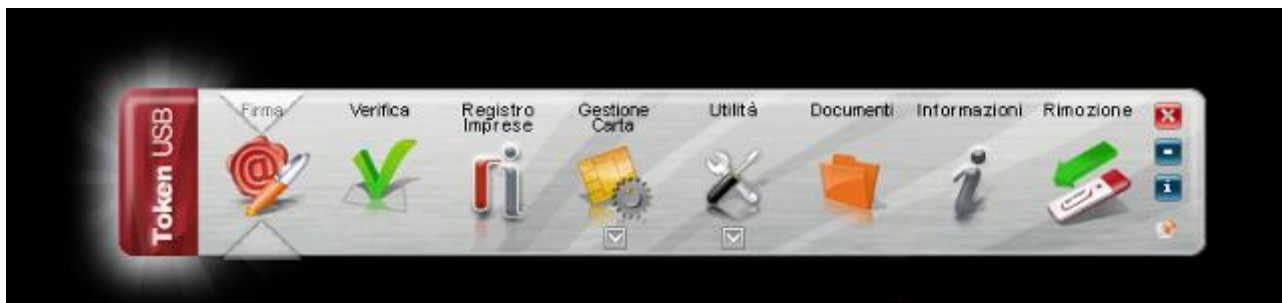 Token USB
Firma
Verifica
Registro
Imprese
Gestione
Carta
Utilità
Documenti
Informazioni
Rimozione